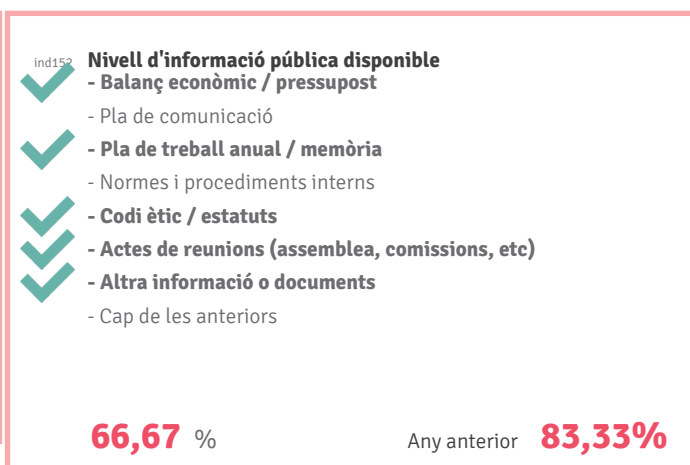 ind152 Nivell d'informació pública disponible
- Balanç econòmic / pressupost
- Pla de comunicació
- Pla de treball anual / memòria
- Normes i procediments interns
- Codi ètic / estatuts
- Actes de reunions (assemblea, comissions, etc)
- Altra informació o documents
- Cap de les anteriors
66,67 % Any anterior 83,33%